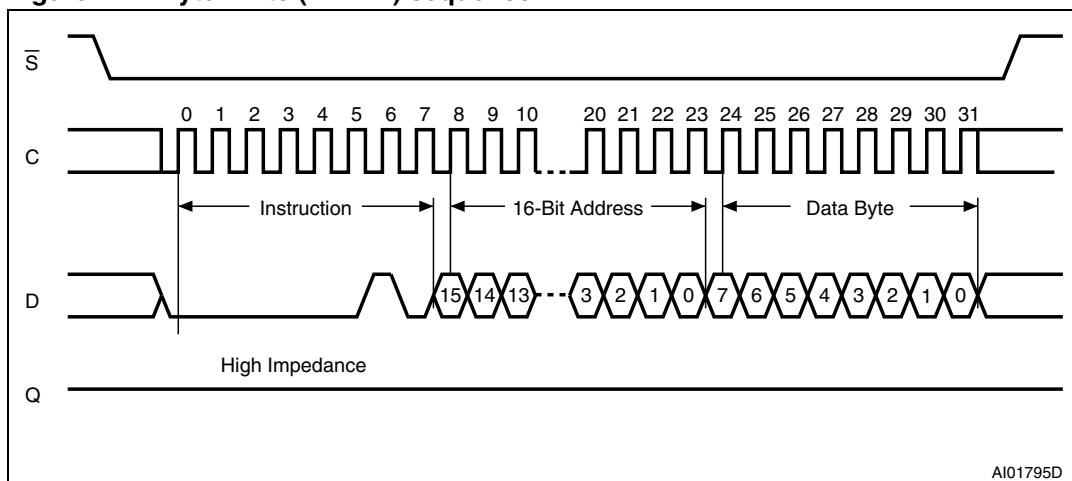 S
0 1 2 3 4 5 6 7 8 9 10 20 21 22 23 24 25 26 27 28 29 30 31
C
Instruction 16-Bit Address Data Byte
D
15 14 13 3 2 1 0 7 6 5 4 3 2 1 0
High Impedance
Q
AI01795D